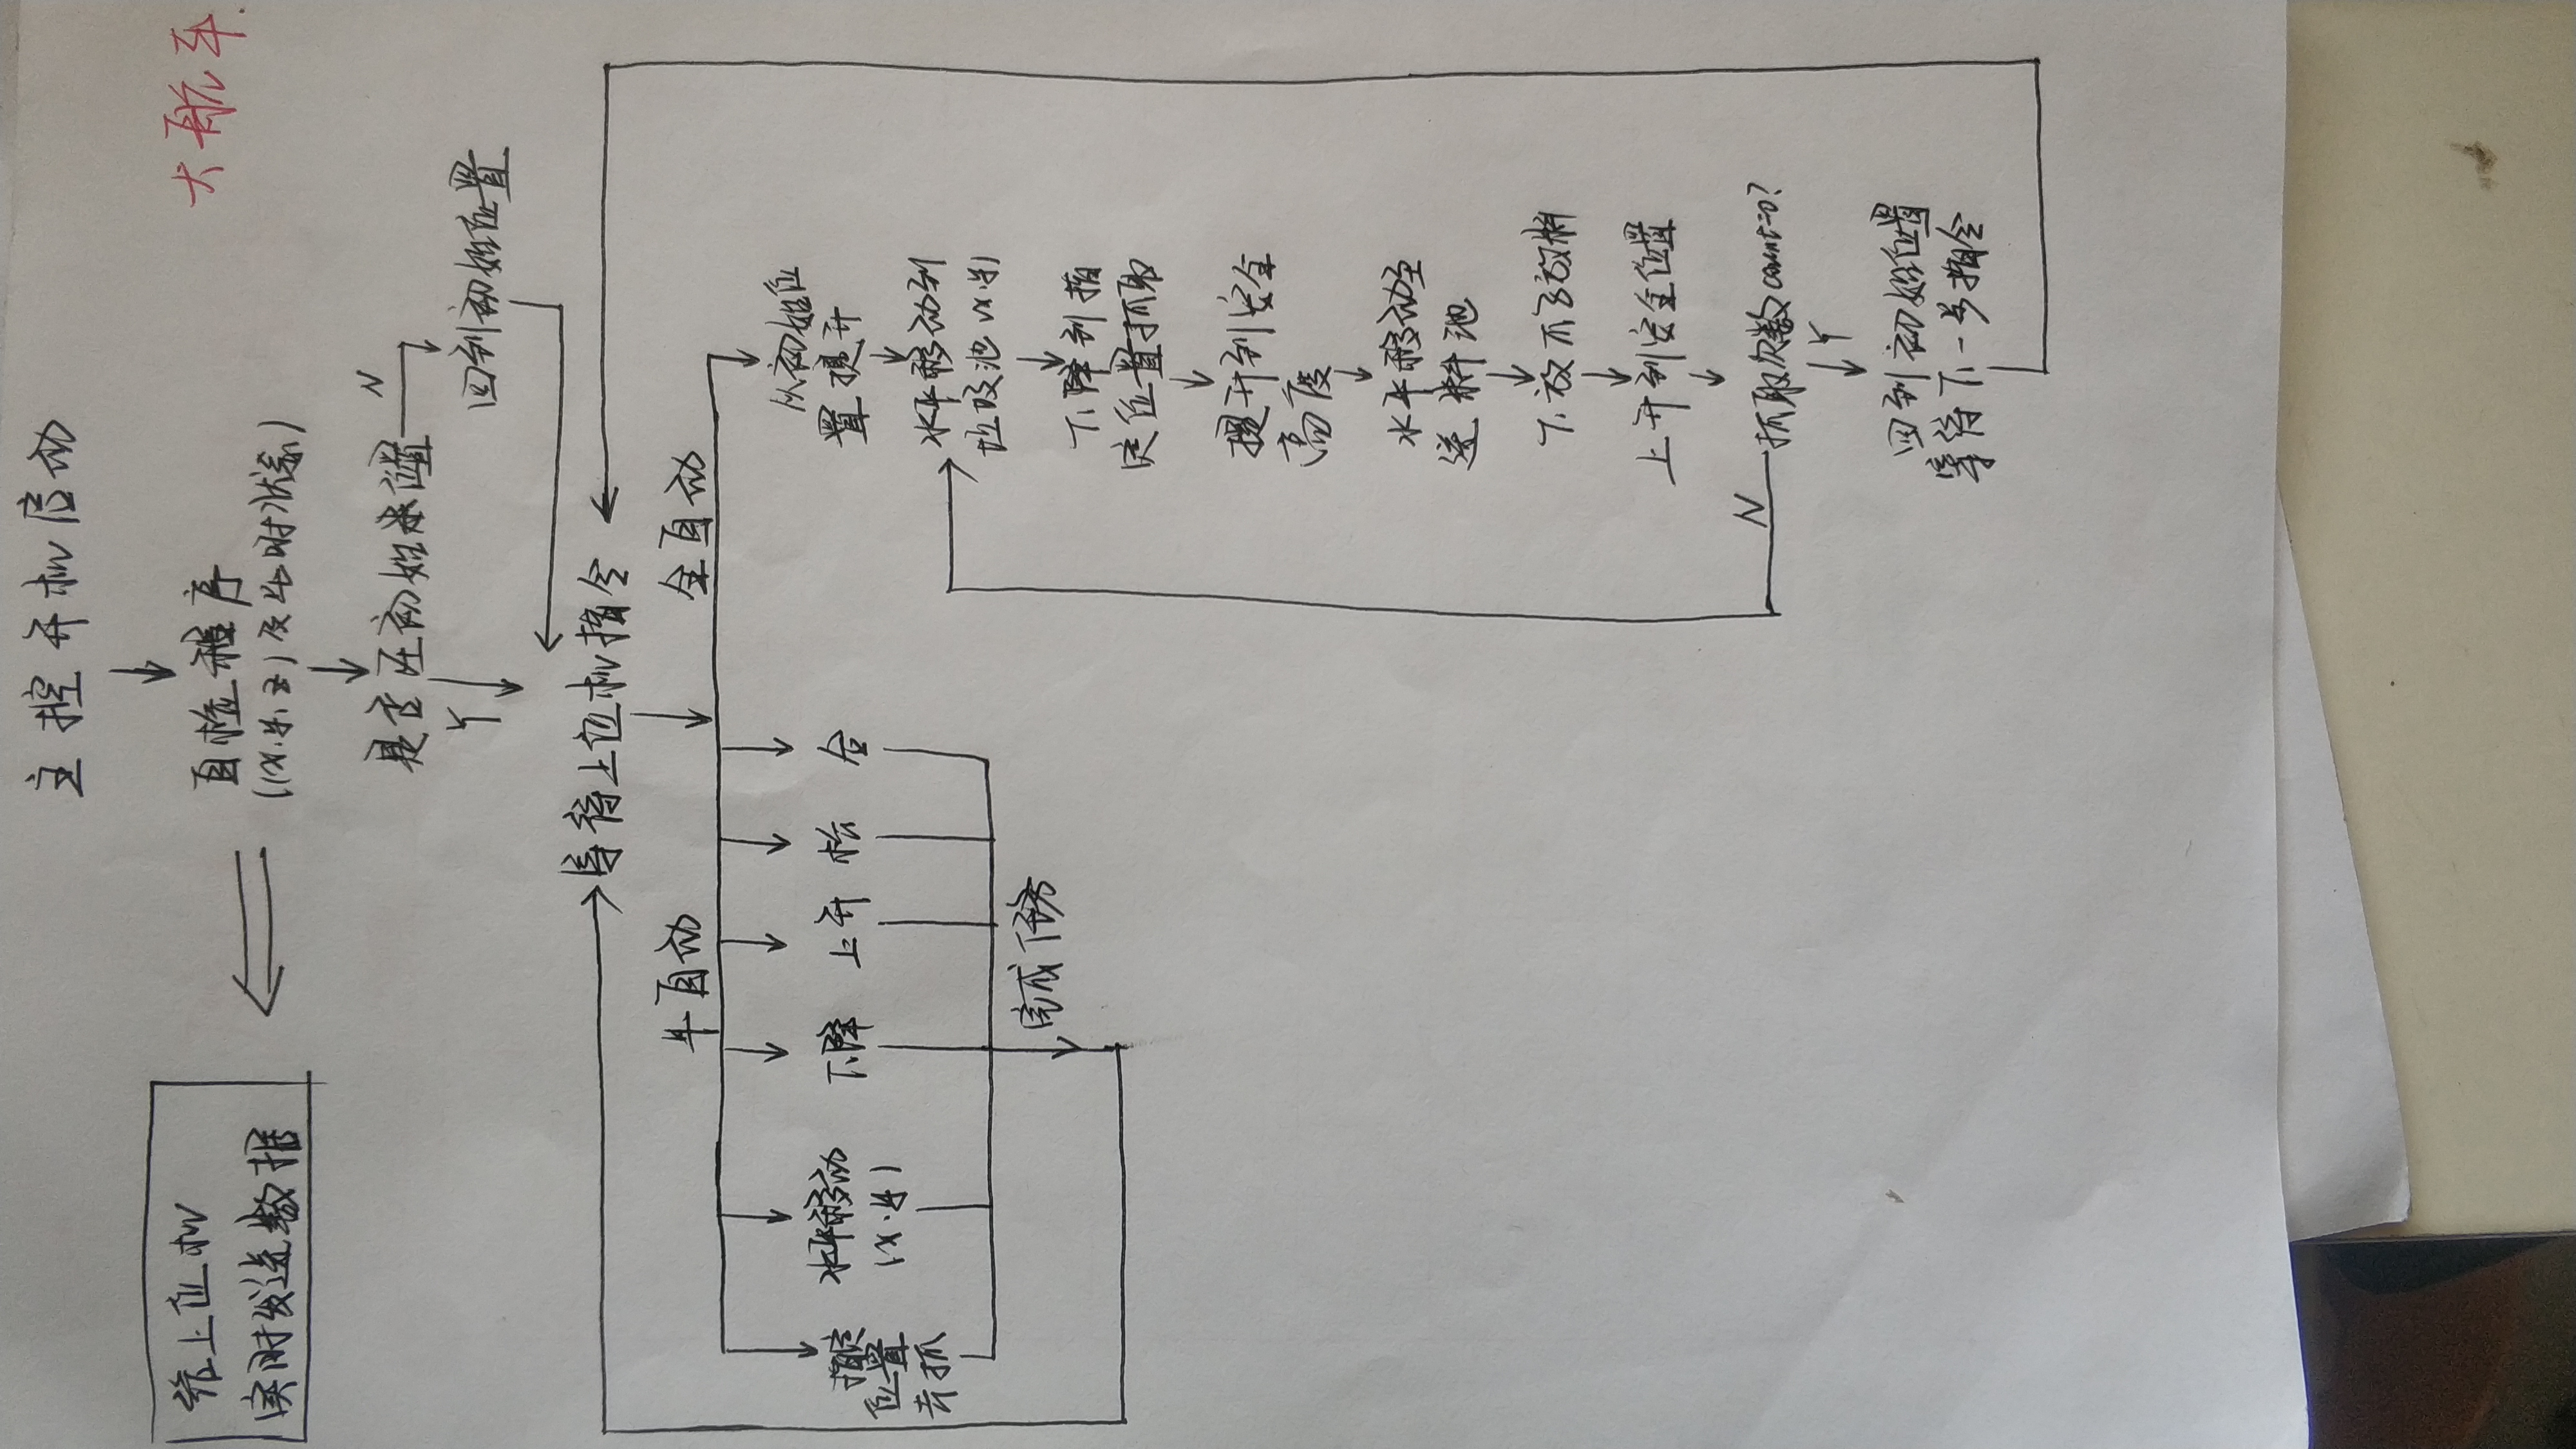 主控开机启动
大航车
给上位机
实时发送数据
自检程序
((x.y.z)及此时状态)
是否在初始位置
N
Y
回到初始位置
等待上位机指令
半自动
全自动
指定
位置
去抓
水平移动
(x.y)
下降
上升
松
合
完成任务
从初始位
置提升
水平移动到
垃圾池(x.y)
下降到指
定位置抓取
提升到安全
高度
水平移动至
送料池
下放爪子放料
上升到安全位置
N
抓取次数count=0?
Y
回到初始位置
等待下一步指令